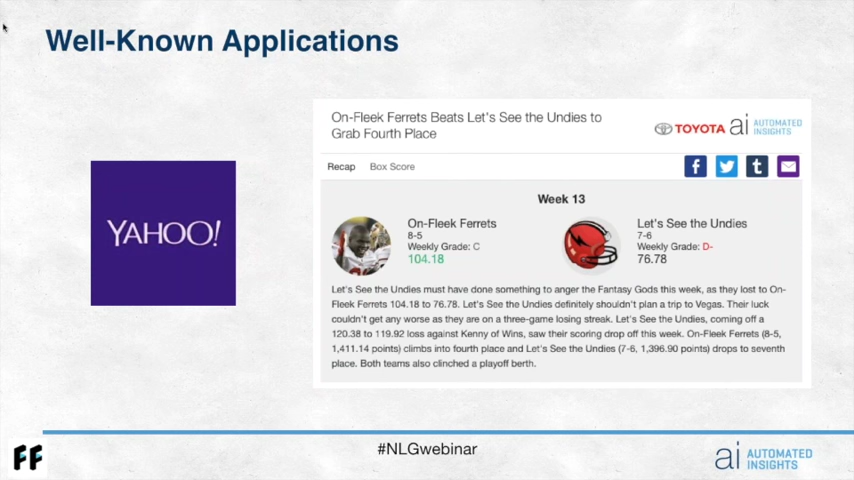 Well-Known Applications
YAHOO!
On-Fleek Ferrets Beats Let's See the Undies to
Grab Fourth Place
TOYOTA ai AUTOMATED
INSIGHTS
Recap Box Score
f t
Week 13
On-Fleek Ferrets
8-5
Weekly Grade: C
104.18
Let's See the Undies
7-6
Weekly Grade: D-
76.78
Let's See the Undies must have done something to anger the Fantasy Gods this week, as they lost to On-
Fleek Ferrets 104.18 to 76.78. Let's See the Undies definitely shouldn't plan a trip to Vegas. Their luck
couldn't get any worse as they are on a three-game losing streak. Let's See the Undies, coming off a
120.38 to 119.92 loss against Kenny of Wins, saw their scoring drop off this week. On-Fleek Ferrets (8-5,
1,411.14 points) climbs into fourth place and Let's See the Undies (7-6, 1,396.90 points) drops to seventh
place. Both teams also clinched a playoff berth.
FF
#NLGwebinar
ai AUTOMATED
INSIGHTS